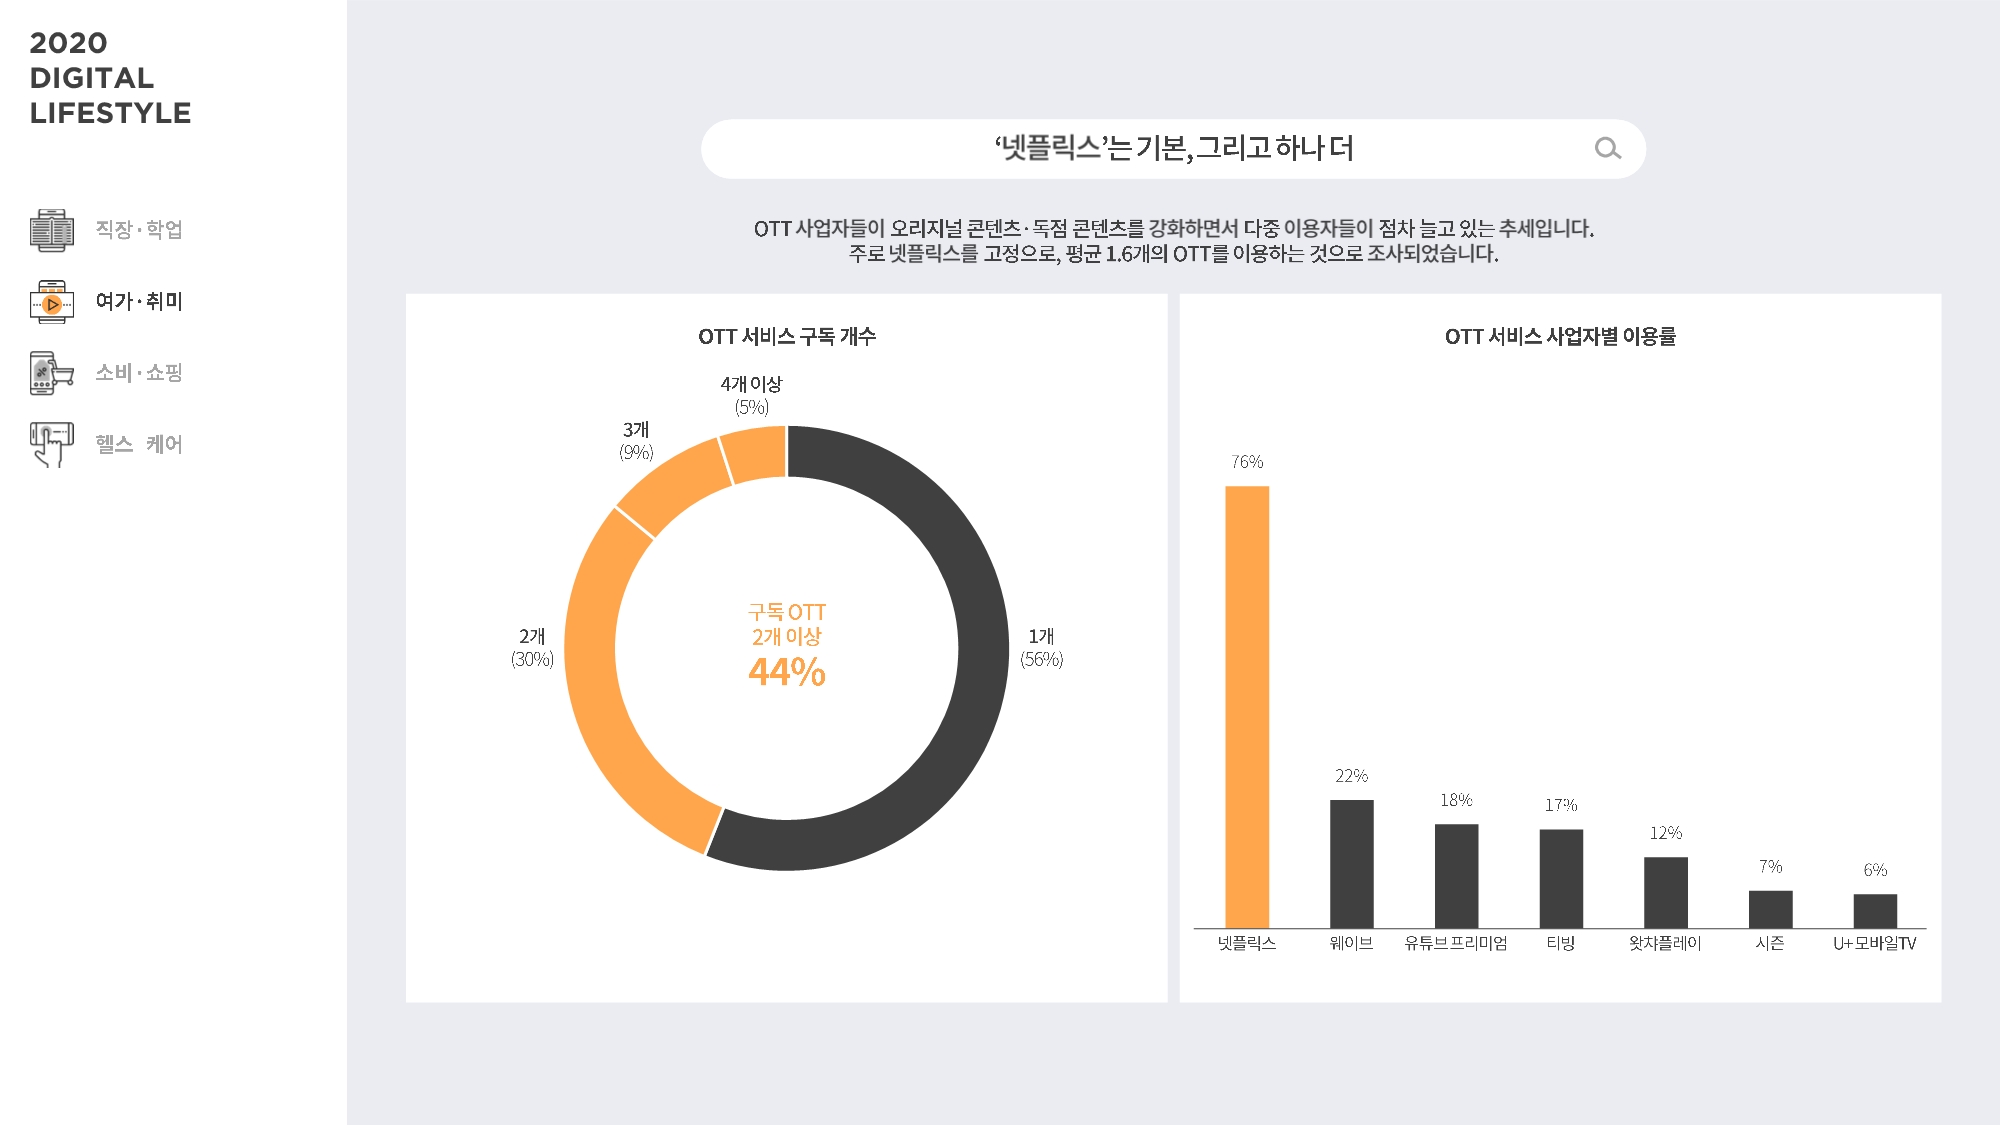 2020
DIGITAL
LIFESTYLE
직장·학업
여가·취미
소비·쇼핑
헬스 케어
‘넷플릭스’는 기본, 그리고 하나 더
OTT 사업자들이 오리지널 콘텐츠·독점 콘텐츠를 강화하면서 다중 이용자들이 점차 늘고 있는 추세입니다.
주로 넷플릭스를 고정으로, 평균 1.6개의 OTT를 이용하는 것으로 조사되었습니다.
OTT 서비스 구독 개수
4개 이상
(5%)
3개
(9%)
2개
(30%)
1개
(56%)
구독 OTT
2개 이상
44%
OTT 서비스 사업자별 이용률
76%
22%
18%
17%
12%
7%
6%
넷플릭스
웨이브
유튜브 프리미엄
티빙
왓챠플레이
시즌
U+모바일TV